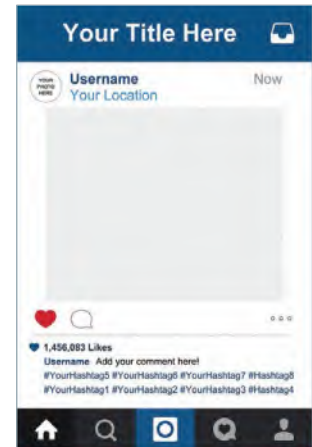 Your Title Here
YOUR
PHOTO
HERE
Username
Now
Your Location
1,456,083 Likes
Username Add your comment here!
#YourHashtag5 #YourHashtag6 #YourHashtag7 #Hashtag8
#YourHashtag1 #YourHashtag2 #YourHashtag3 #Hashtag4